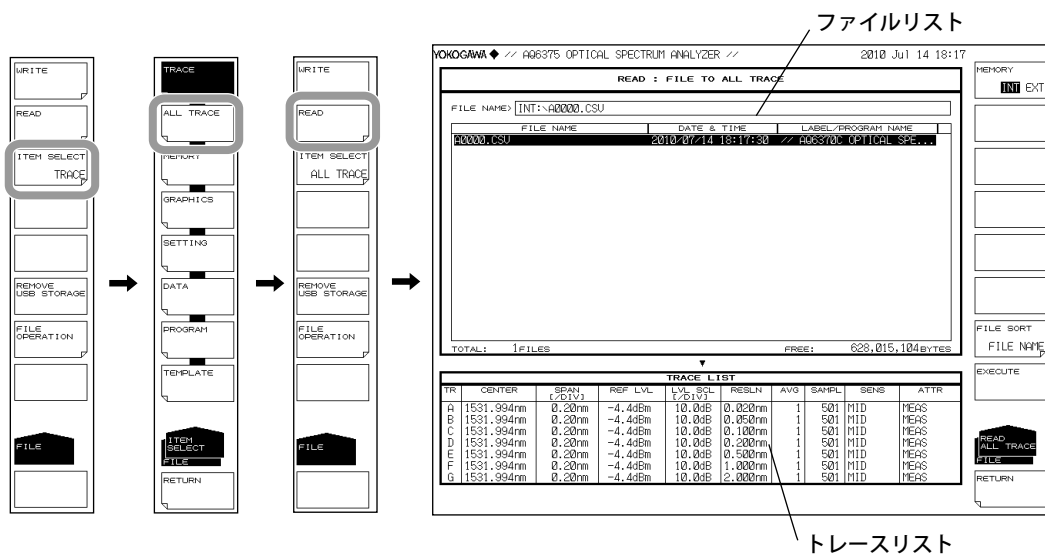 ファイルリスト
WRITE
READ
ITEM SELECT
TRACE
REMOVE
USB STORAGE
FILE
OPERATION
FILE
TRACE
ALL TRACE
MEMORY
GRAPHICS
SETTING
DATA
PROGRAM
TEMPLATE
ITEM
SELECT
FILE
RETURN
WRITE
READ
ITEM SELECT
ALL TRACE
REMOVE
USB STORAGE
FILE
OPERATION
FILE
YOKOGAWA ◆ // AQ6375 OPTICAL SPECTRUM ANALYZER // 2010 Jul 14 18:17
READ : FILE TO ALL TRACE
FILE NAME> INT:\A0000.CSV
FILE NAME DATE & TIME LABEL/PROGRAM NAME
A0000.CSV 2010/07/14 18:17:30 // AQ6370C OPTICAL SPE...
TOTAL: 1FILES FREE: 628,015,104BYTES
▼
TRACE LIST
TR CENTER SPAN [/DIV] REF LVL LVL SCL [/DIV] RESLN AVG SAMPL SENS ATTR
A 1531.994nm 0.20nm -4.4dBm 10.0dB 0.020nm 1 501 MID MEAS
B 1531.994nm 0.20nm -4.4dBm 10.0dB 0.050nm 1 501 MID MEAS
C 1531.994nm 0.20nm -4.4dBm 10.0dB 0.100nm 1 501 MID MEAS
D 1531.994nm 0.20nm -4.4dBm 10.0dB 0.200nm 1 501 MID MEAS
E 1531.994nm 0.20nm -4.4dBm 10.0dB 0.500nm 1 501 MID MEAS
F 1531.994nm 0.20nm -4.4dBm 10.0dB 1.000nm 1 501 MID MEAS
G 1531.994nm 0.20nm -4.4dBm 10.0dB 2.000nm 1 501 MID MEAS
MEMORY
INT EXT
FILE SORT
FILE NAME
EXECUTE
READ
ALL TRACE
FILE
RETURN
トレースリスト